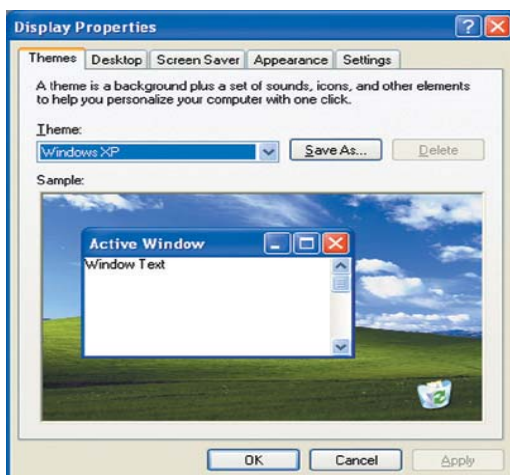 Display Properties
Themes Desktop Screen Saver Appearance Settings
A theme is a background plus a set of sounds, icons, and other elements
to help you personalize your computer with one click.
Theme:
Windows XP Save As... Delete
Sample:
Active Window
Window Text
OK Cancel Apply